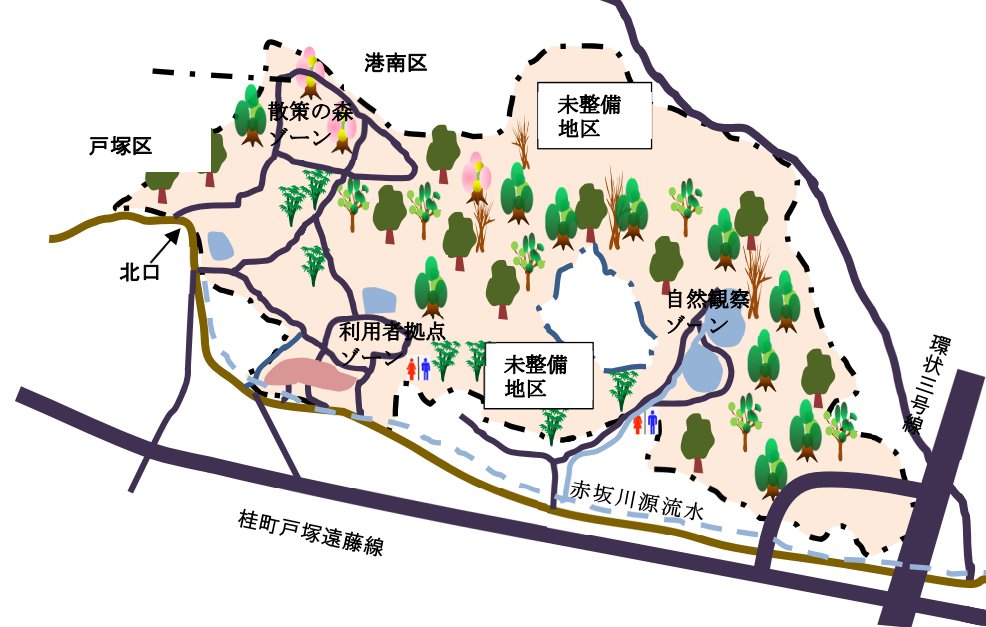 港南区
未整備
地区
散策の森
ゾーン
戸塚区
北口
自然観察
ゾーン
利用者拠点
ゾーン
未整備
地区
環状三号線
赤坂川源流水
桂町戸塚遠藤線